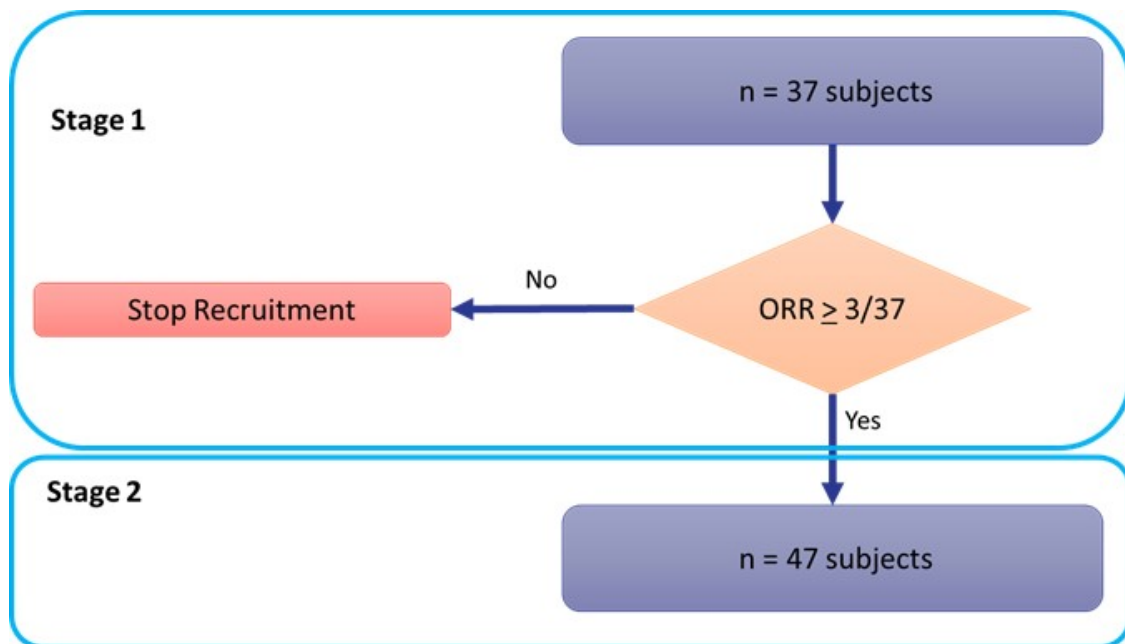 Stage 1
n = 37 subjects
ORR ≥ 3/37
No
Stop Recruitment
Yes
Stage 2
n = 47 subjects